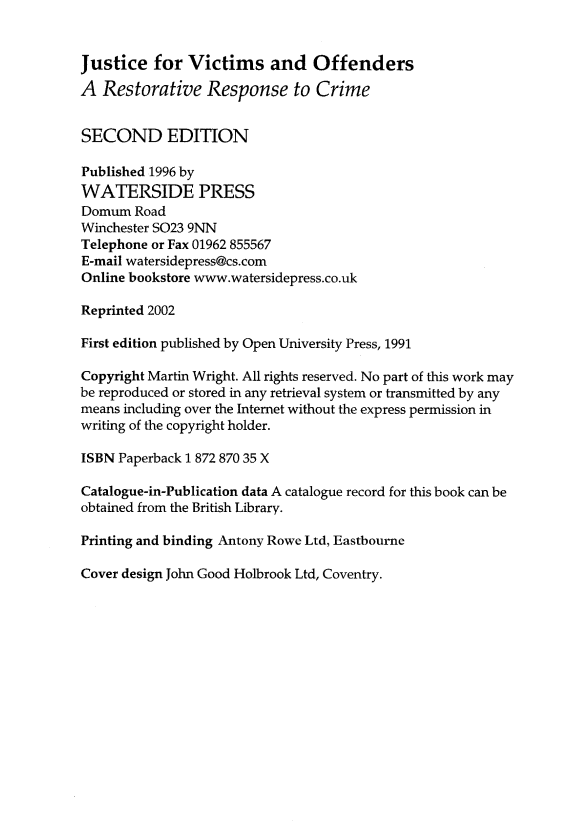 Justice for Victims and Offenders
A Restorative Response to Crime
SECOND EDITION
Published 1996 by
WATERSIDE PRESS
Domum Road
Winchester SO23 9NN
Telephone or Fax 01962 855567
E-mail watersidepress@cs.com
Online bookstore www.watersidepress.co.uk
Reprinted 2002
First edition published by Open University Press, 1991
Copyright Martin Wright. All rights reserved. No part of this work may
be reproduced or stored in any retrieval system or transmitted by any
means including over the Internet without the express permission in
writing of the copyright holder.
ISBN Paperback 1 872 870 35 X
Catalogue-in-Publication data A catalogue record for this book can be
obtained from the British Library.
Printing and binding Antony Rowe Ltd, Eastbourne
Cover design John Good Holbrook Ltd, Coventry.